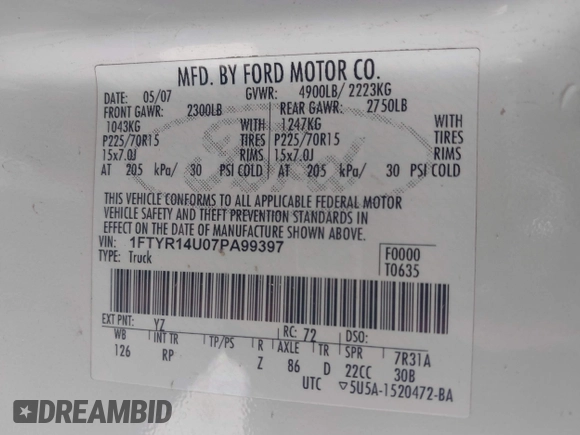 MFD. BY FORD MOTOR CO.
DATE: 05/07 GVWR: 4900LB/ 2223KG
FRONT GAWR: 2300LB REAR GAWR: 2750LB
1043KG WITH 1247KG WITH
P225/70R15 TIRES P225/70R15 TIRES
15x7.0J RIMS 15x7.0J RIMS
AT 205 kPa/ 30 PSI COLD AT 205 kPa/ 30 PSI COLD
THIS VEHICLE CONFORMS TO ALL APPLICABLE FEDERAL MOTOR
VEHICLE SAFETY AND THEFT PREVENTION STANDARDS IN
EFFECT ON THE DATE OF MANUFACTURE SHOWN ABOVE.
VIN: 1FTYR14U07PA99397
TYPE: Truck
F0000
T0635
EXT PNT: YZ RC: 72 DSO:
WB INT TR TP/PS R AXLE TR SPR 7R31A
126 RP Z 86 D 22CC 30B
UTC ▽5U5A-1520472-BA
Ford
DREAMBID